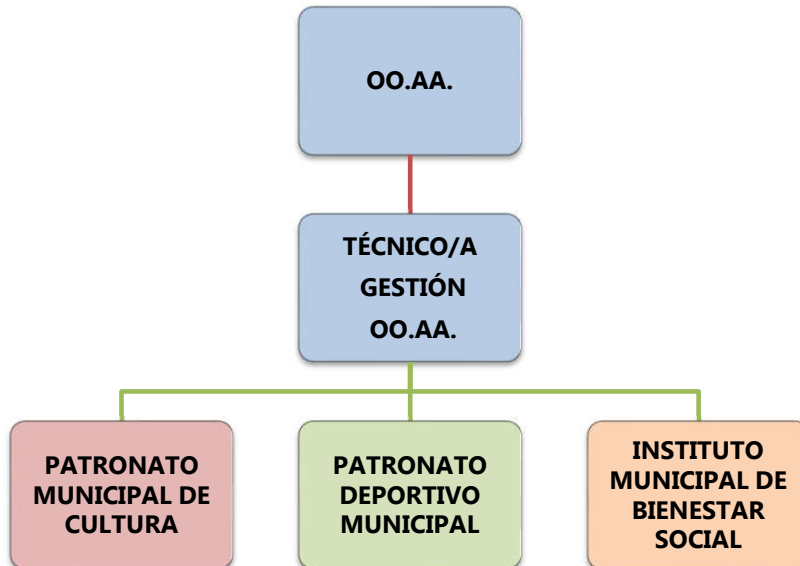 OO.AA.
TÉCNICO/A
GESTIÓN
OO.AA.
PATRONATO
MUNICIPAL DE
CULTURA
PATRONATO
DEPORTIVO
MUNICIPAL
INSTITUTO
MUNICIPAL DE
BIENESTAR
SOCIAL